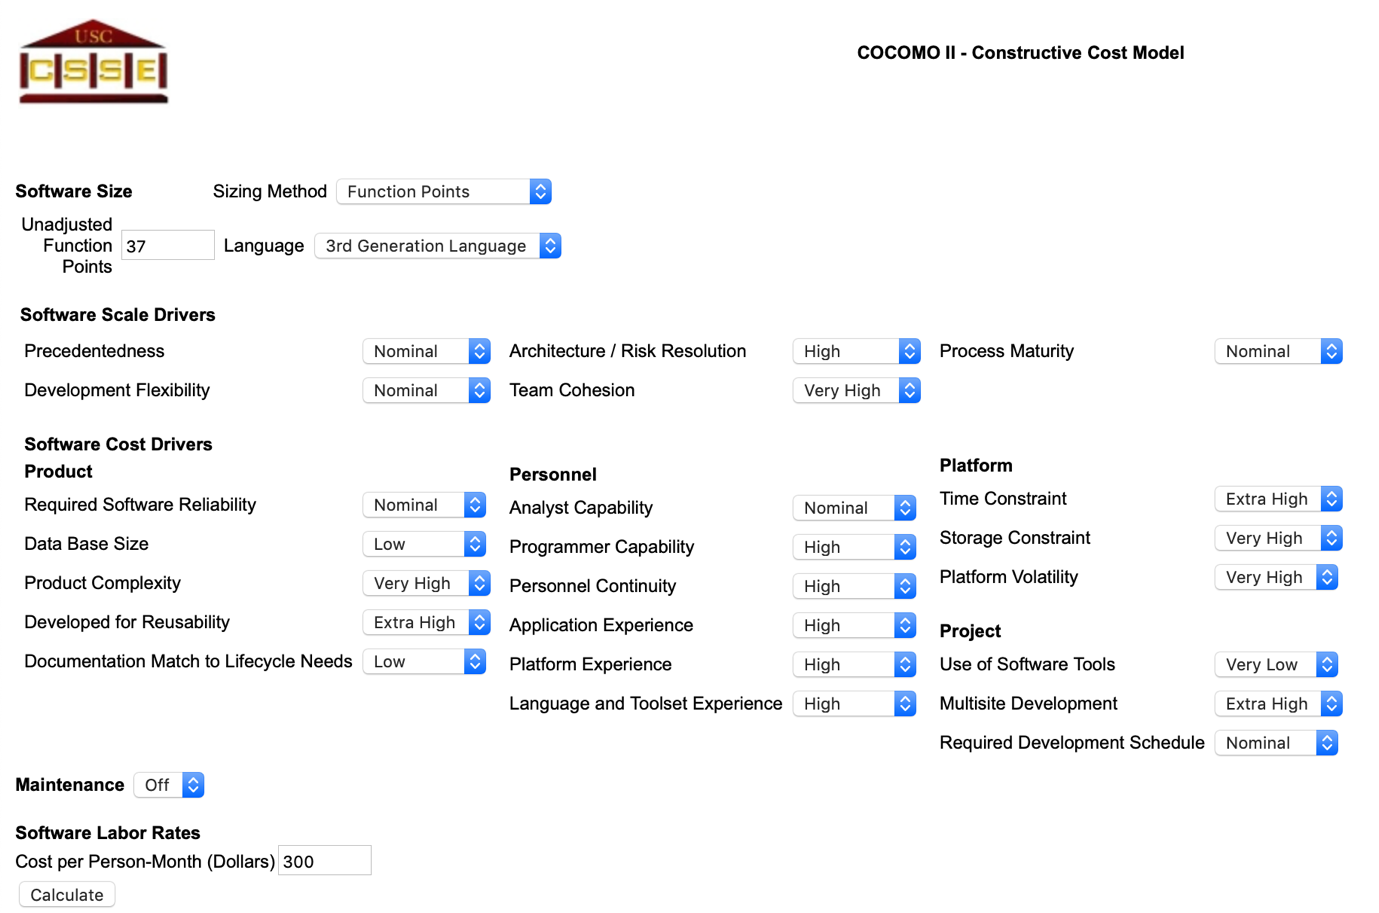 USC
CSSE
COCOMO II - Constructive Cost Model
Software Size Sizing Method Function Points
Unadjusted
Function
Points
37 Language 3rd Generation Language
Software Scale Drivers
Precedentedness Nominal Architecture / Risk Resolution High Process Maturity Nominal
Development Flexibility Nominal Team Cohesion Very High
Software Cost Drivers
Product
Required Software Reliability Nominal
Data Base Size Low
Product Complexity Very High
Developed for Reusability Extra High
Documentation Match to Lifecycle Needs Low
Personnel
Analyst Capability Nominal
Programmer Capability High
Personnel Continuity High
Application Experience High
Platform Experience High
Language and Toolset Experience High
Platform
Time Constraint Extra High
Storage Constraint Very High
Platform Volatility Very High
Project
Use of Software Tools Very Low
Multisite Development Extra High
Required Development Schedule Nominal
Maintenance Off
Software Labor Rates
Cost per Person-Month (Dollars) 300
Calculate